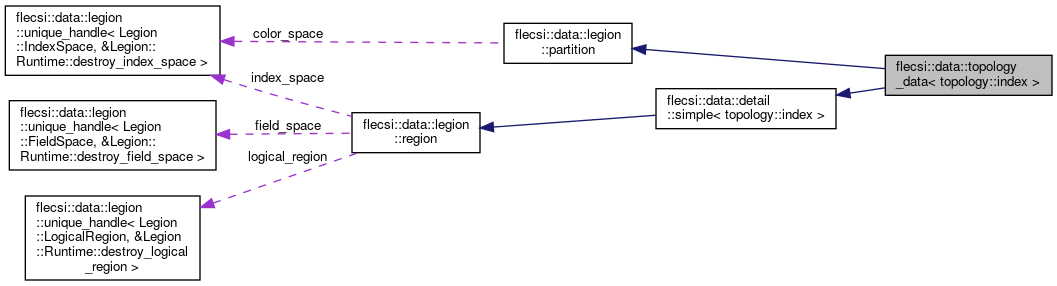 flecsi::data::legion
::unique_handle< Legion
::IndexSpace, &Legion::
Runtime::destroy_index_space >
color_space
flecsi::data::legion
::partition
flecsi::data::topology
_data< topology::index >
index_space
flecsi::data::detail
::simple< topology::index >
flecsi::data::legion
::unique_handle< Legion
::FieldSpace, &Legion::
Runtime::destroy_field_space >
field_space
flecsi::data::legion
::region
logical_region
flecsi::data::legion
::unique_handle< Legion
::LogicalRegion, &Legion
::Runtime::destroy_logical
_region >